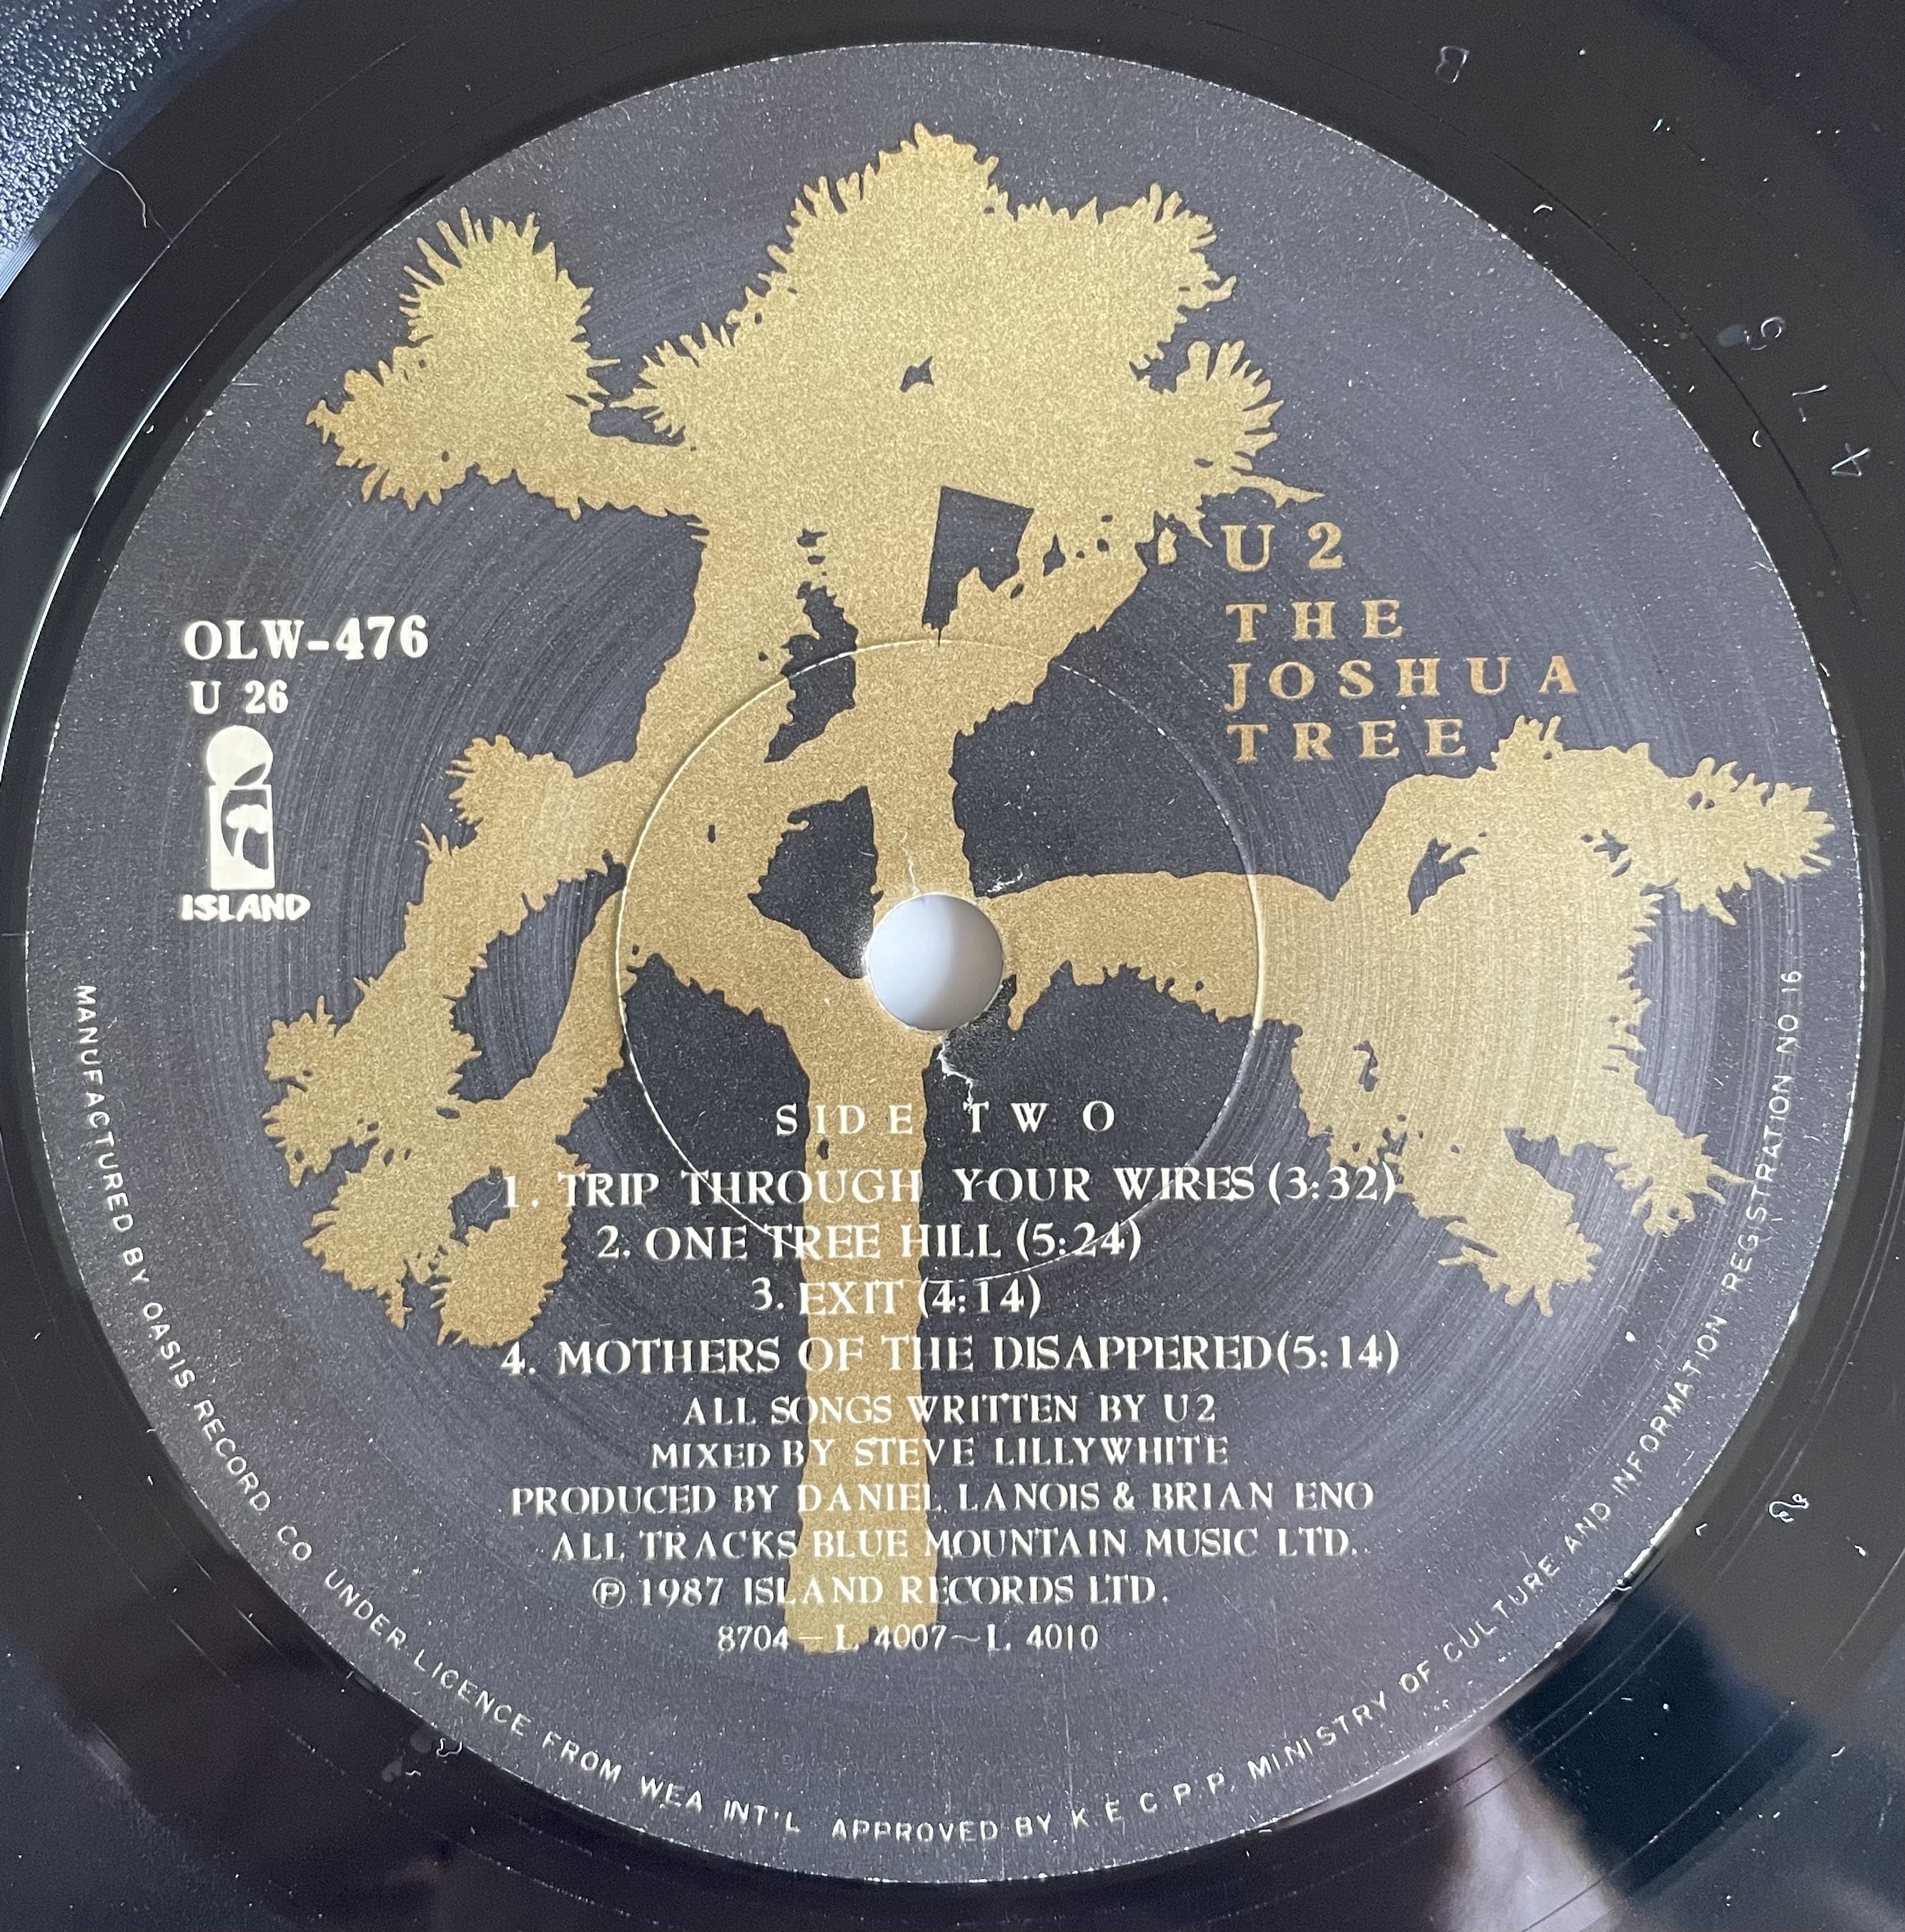 U 2
THE
JOSHUA
TREE
OLW-476
U 26
ISLAND
SIDE TWO
1. TRIP THROUGH YOUR WIRES (3:32)
2. ONE TREE HILL (5:24)
3. EXIT (4:14)
4. MOTHERS OF THE DISAPPERED (5:14)
ALL SONGS WRITTEN BY U2
MIXED BY STEVE LILLYWHITE
PRODUCED BY DANIEL LANOIS & BRIAN ENO
ALL TRACKS BLUE MOUNTAIN MUSIC LTD.
℗ 1987 ISLAND RECORDS LTD.
8704 – L. 4007~L. 4010
MANUFACTURED BY OASIS RECORD CO UNDER LICENCE FROM WEA INT'L APPROVED BY K E C P P. MINISTRY OF CULTURE AND INFORMATION REGISTRATION NO 16